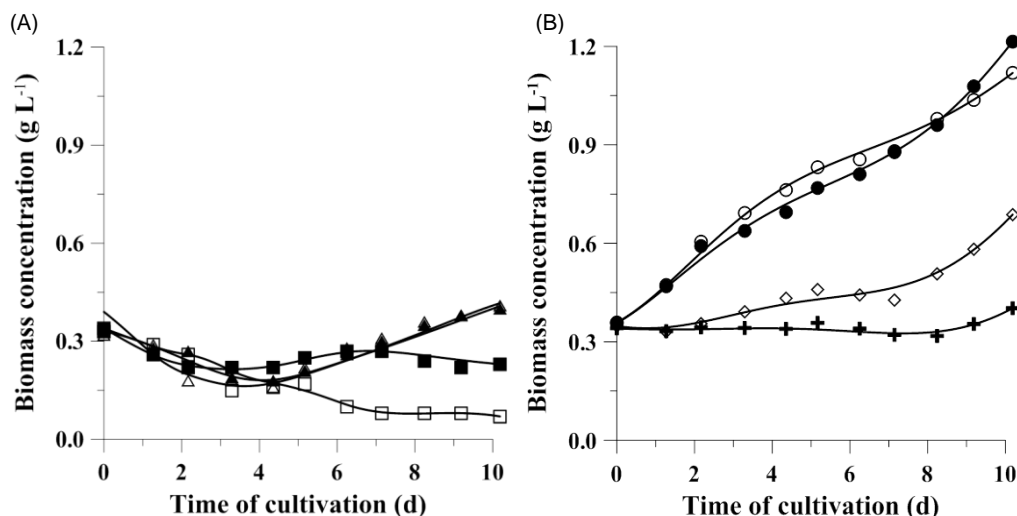 (A)
Biomass concentration (g L⁻¹)
1.2
0.9
0.6
0.3
0.0
0 2 4 6 8 10
Time of cultivation (d)
(B)
Biomass concentration (g L⁻¹)
1.2
0.9
0.6
0.3
0.0
0 2 4 6 8 10
Time of cultivation (d)